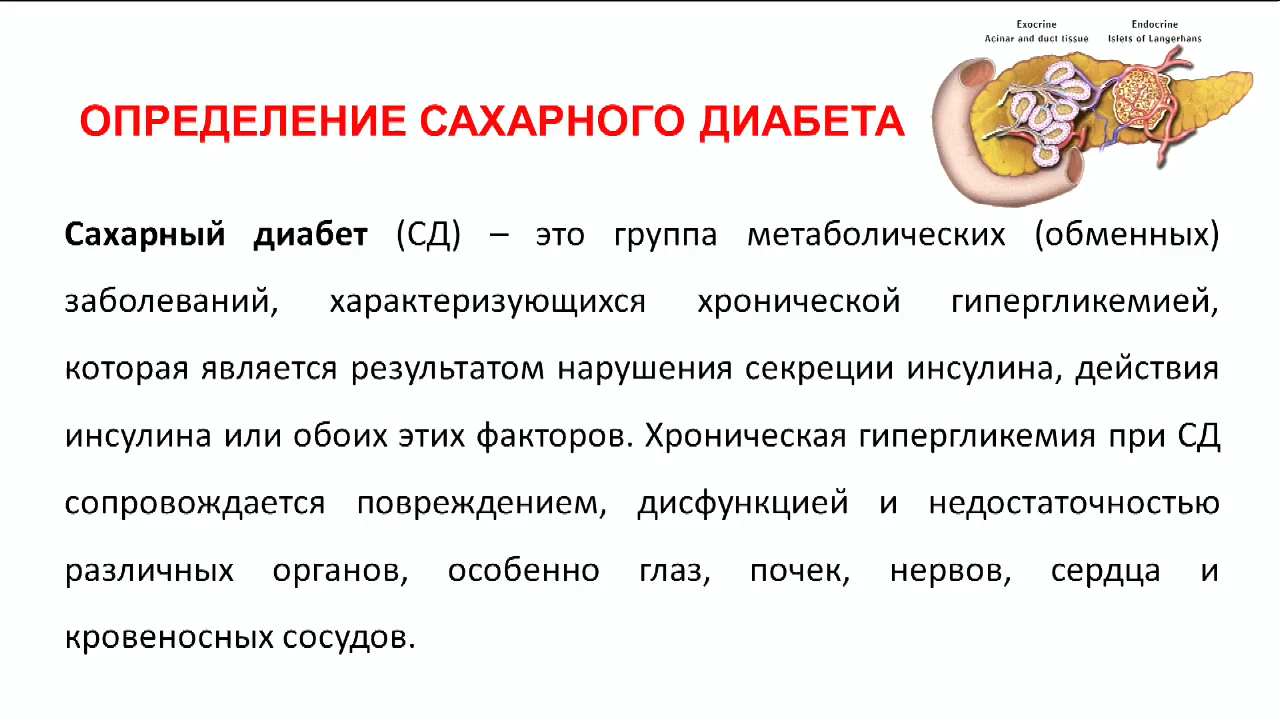 Exocrine
Acinar and duct tissue
Endocrine
Islets of Langerhans
ОПРЕДЕЛЕНИЕ САХАРНОГО ДИАБЕТА
Сахарный диабет (СД) – это группа метаболических (обменных)
заболеваний, характеризующихся хронической гипергликемией,
которая является результатом нарушения секреции инсулина, действия
инсулина или обоих этих факторов. Хроническая гипергликемия при СД
сопровождается повреждением, дисфункцией и недостаточностью
различных органов, особенно глаз, почек, нервов, сердца и
кровеносных сосудов.